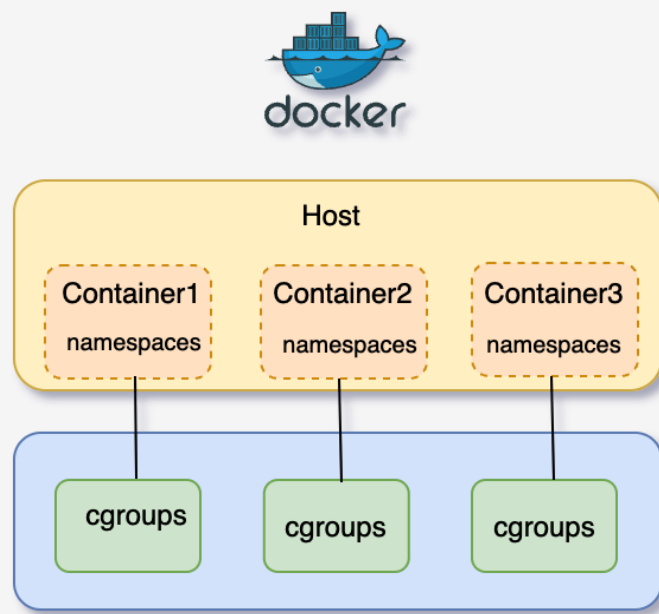 docker
Host
Container1
namespaces
Container2
namespaces
Container3
namespaces
cgroups
cgroups
cgroups